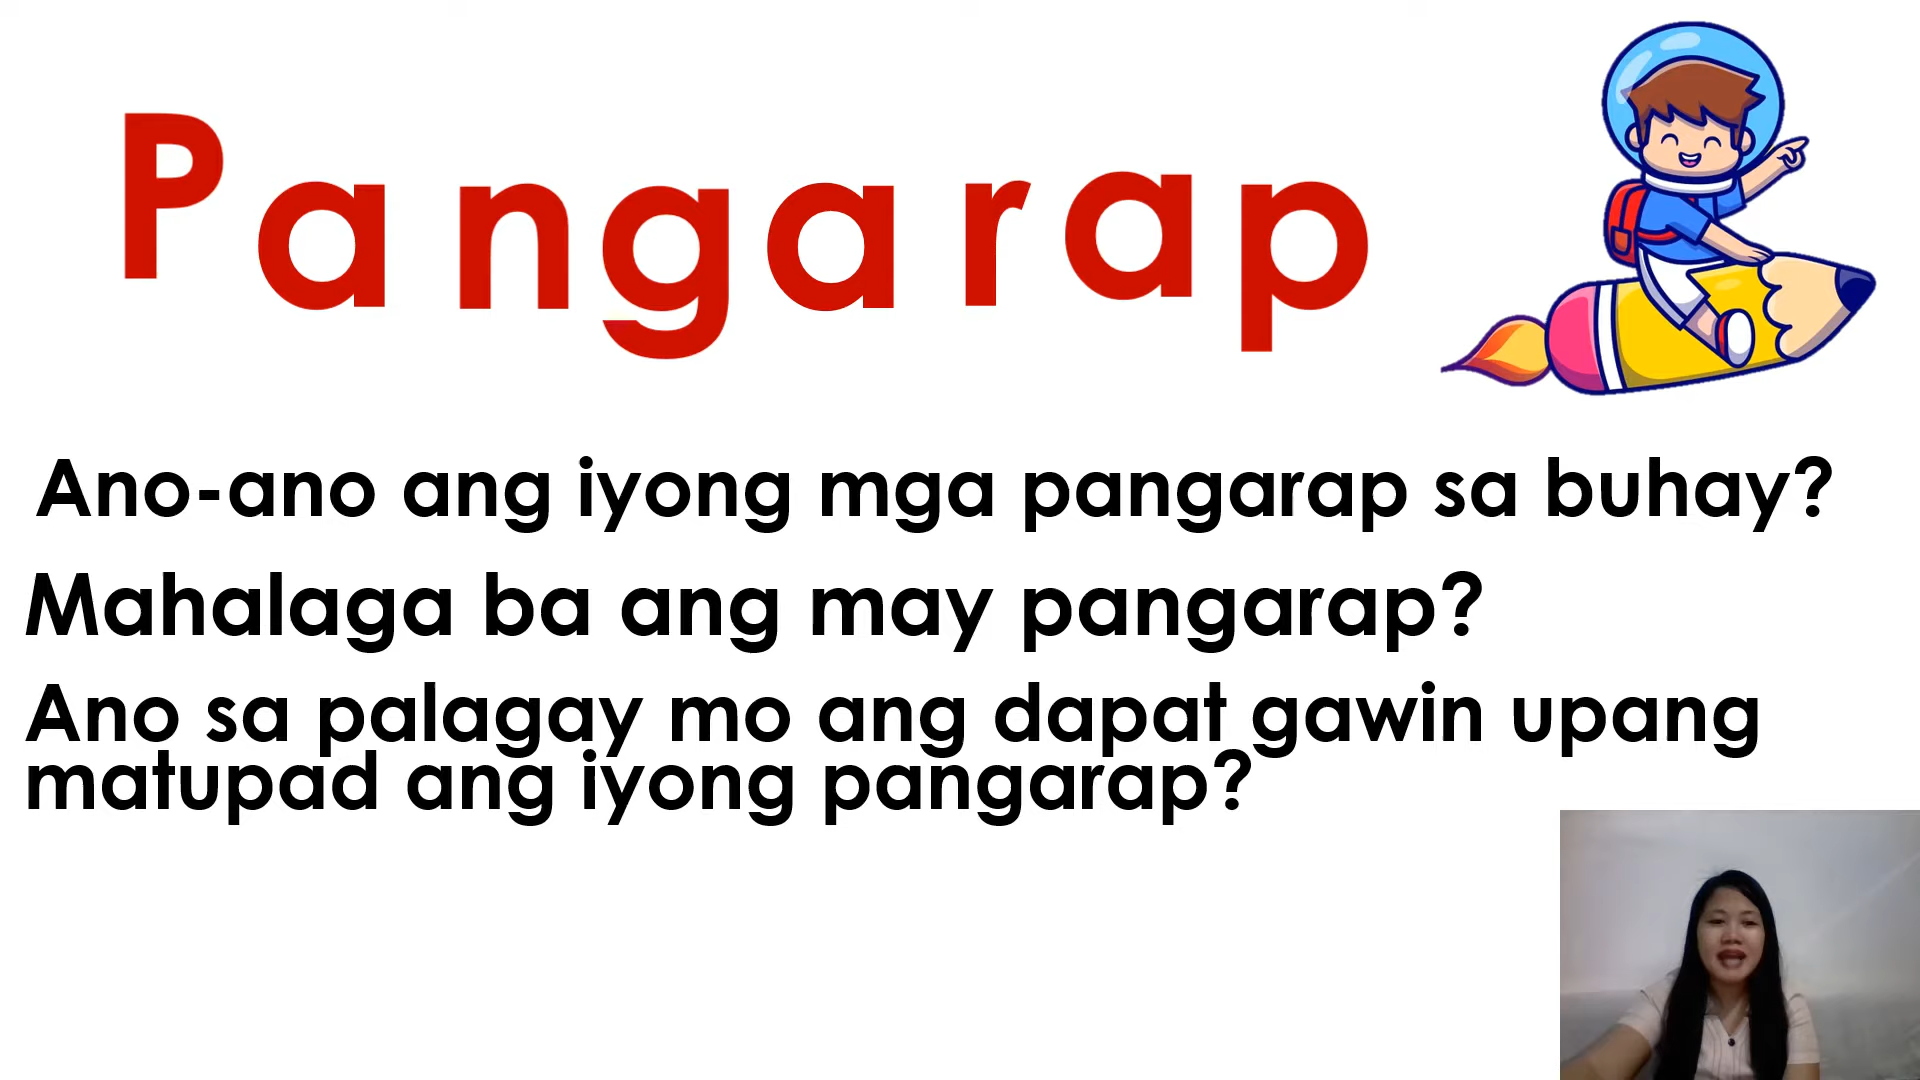 Pangarap
Ano-ano ang iyong mga pangarap sa buhay?
Mahalaga ba ang may pangarap?
Ano sa palagay mo ang dapat gawin upang
matupad ang iyong pangarap?